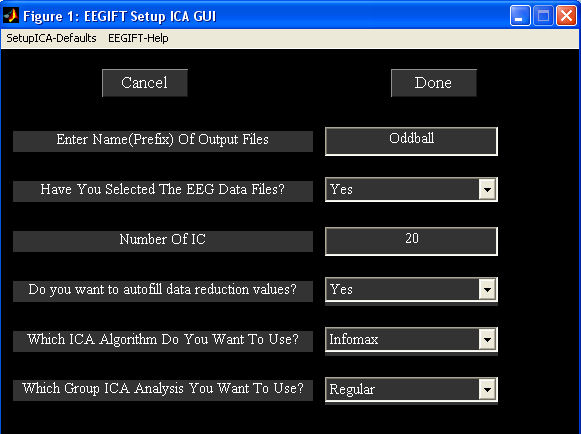 Figure 1: EEGIFT Setup ICA GUI
SetupICA-Defaults EEGIFT-Help
Cancel Done
Enter Name(Prefix) Of Output Files Oddball
Have You Selected The EEG Data Files? Yes
Number Of IC 20
Do you want to autofill data reduction values? Yes
Which ICA Algorithm Do You Want To Use? Infomax
Which Group ICA Analysis You Want To Use? Regular